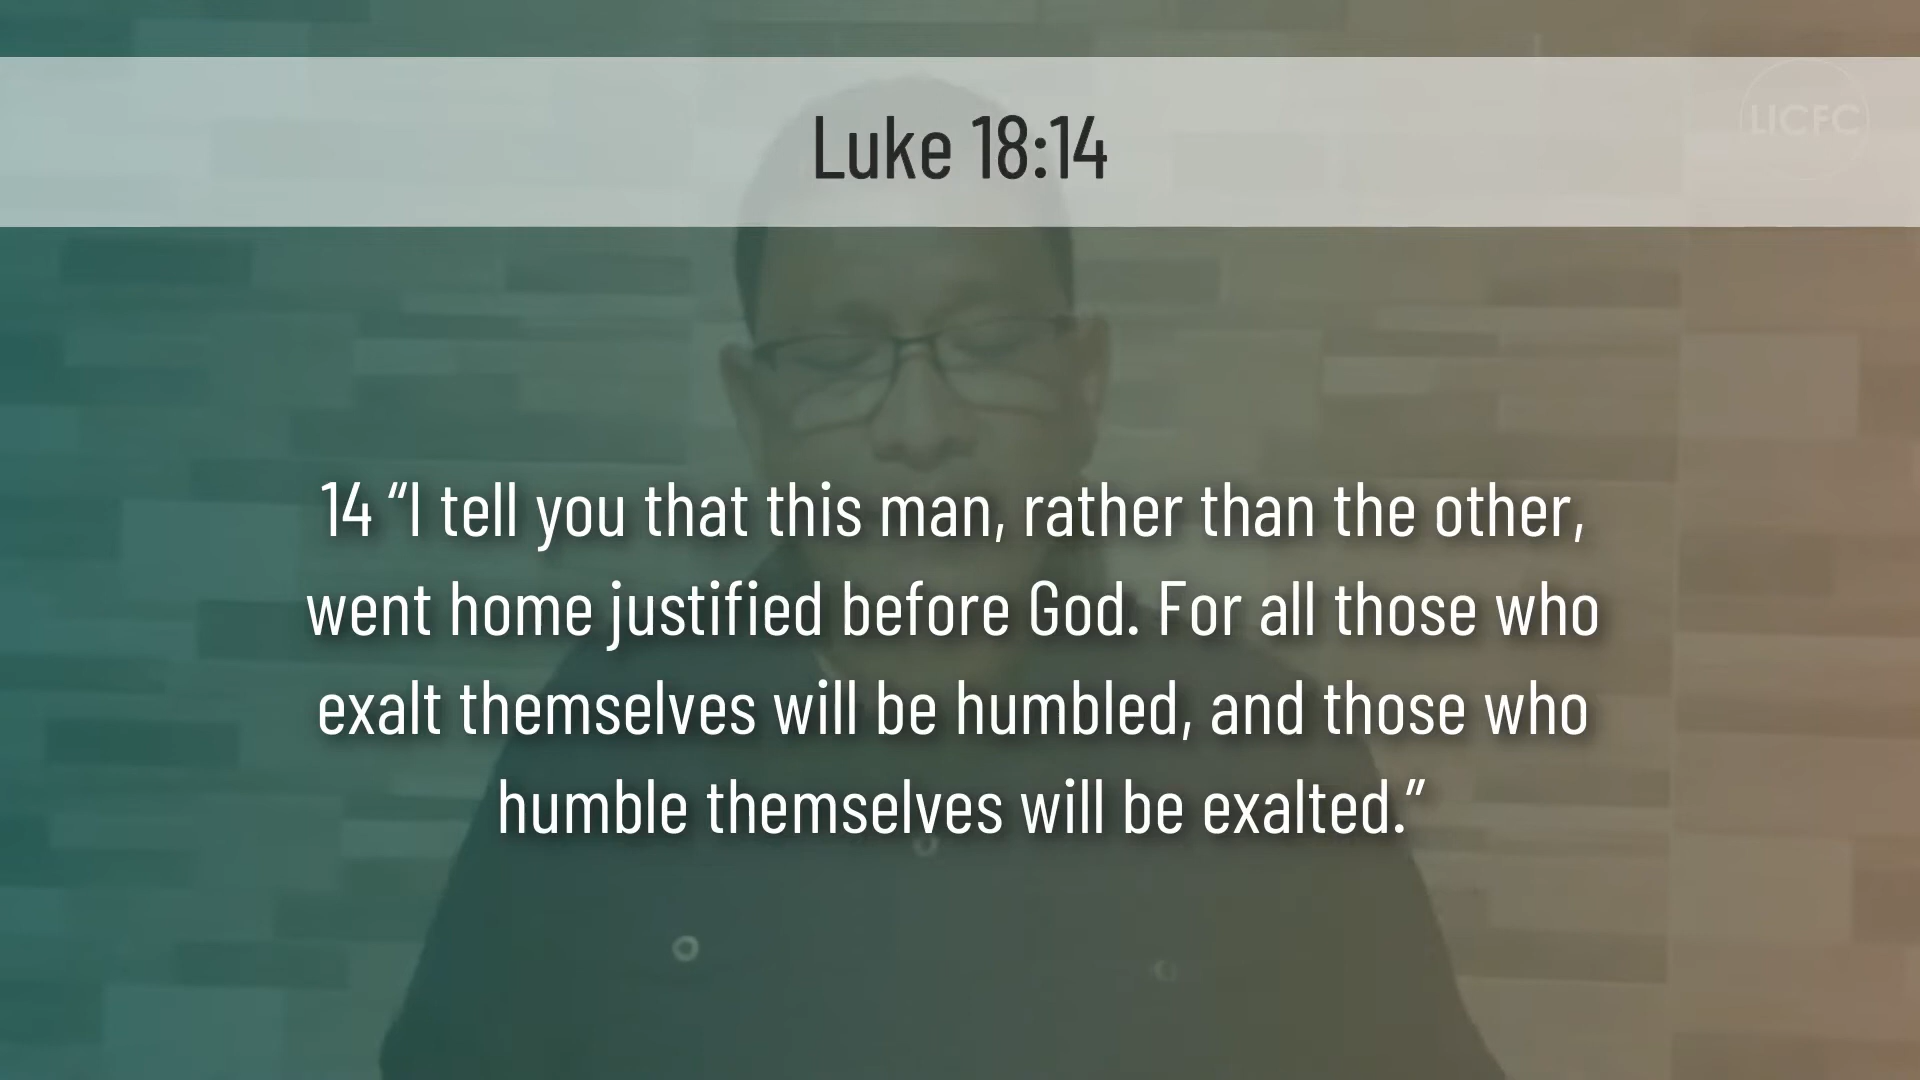 LICFC
Luke 18:14
14 “I tell you that this man, rather than the other,
went home justified before God. For all those who
exalt themselves will be humbled, and those who
humble themselves will be exalted.”